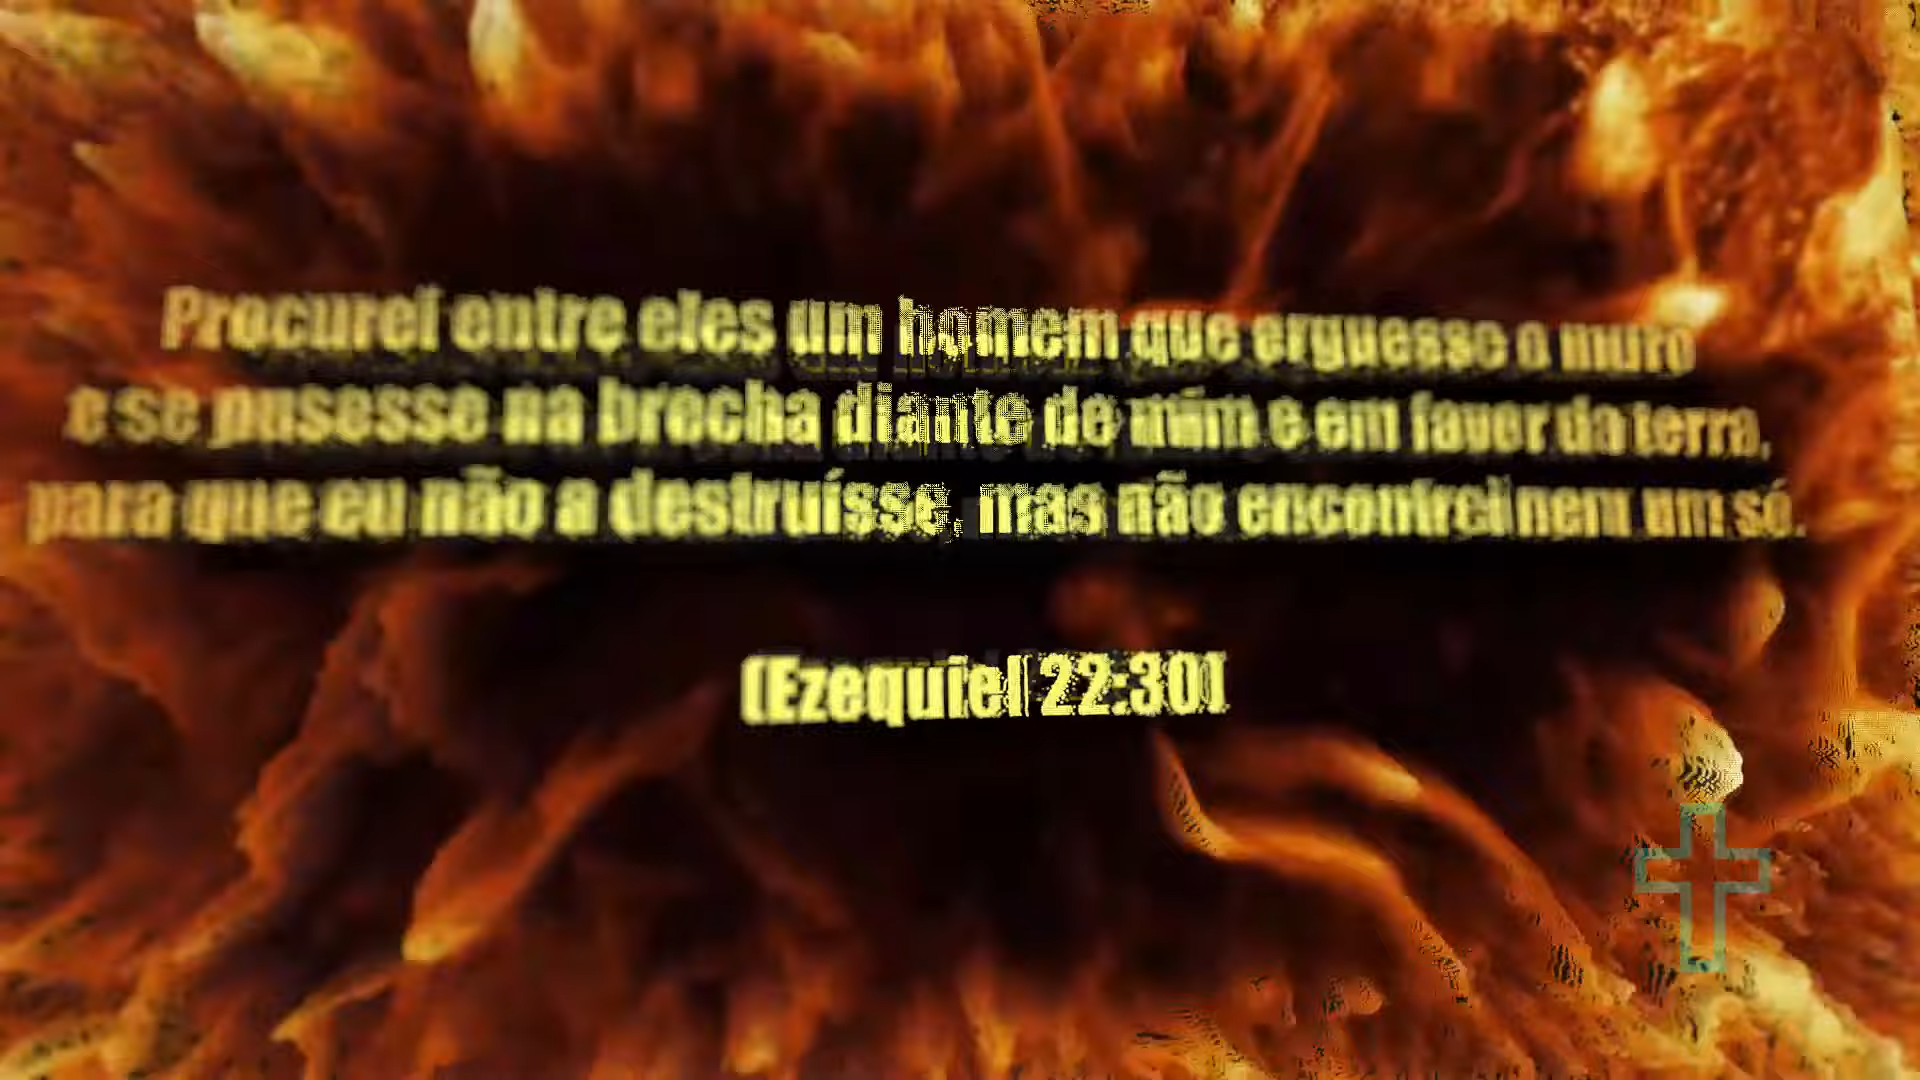 Procurei entre eles um homem que erguesse o muro
e se pusesse na brecha diante de mim e em favor da terra,
para que eu não a destruísse, mas não encontrei nem um só.
(Ezequiel 22:30)